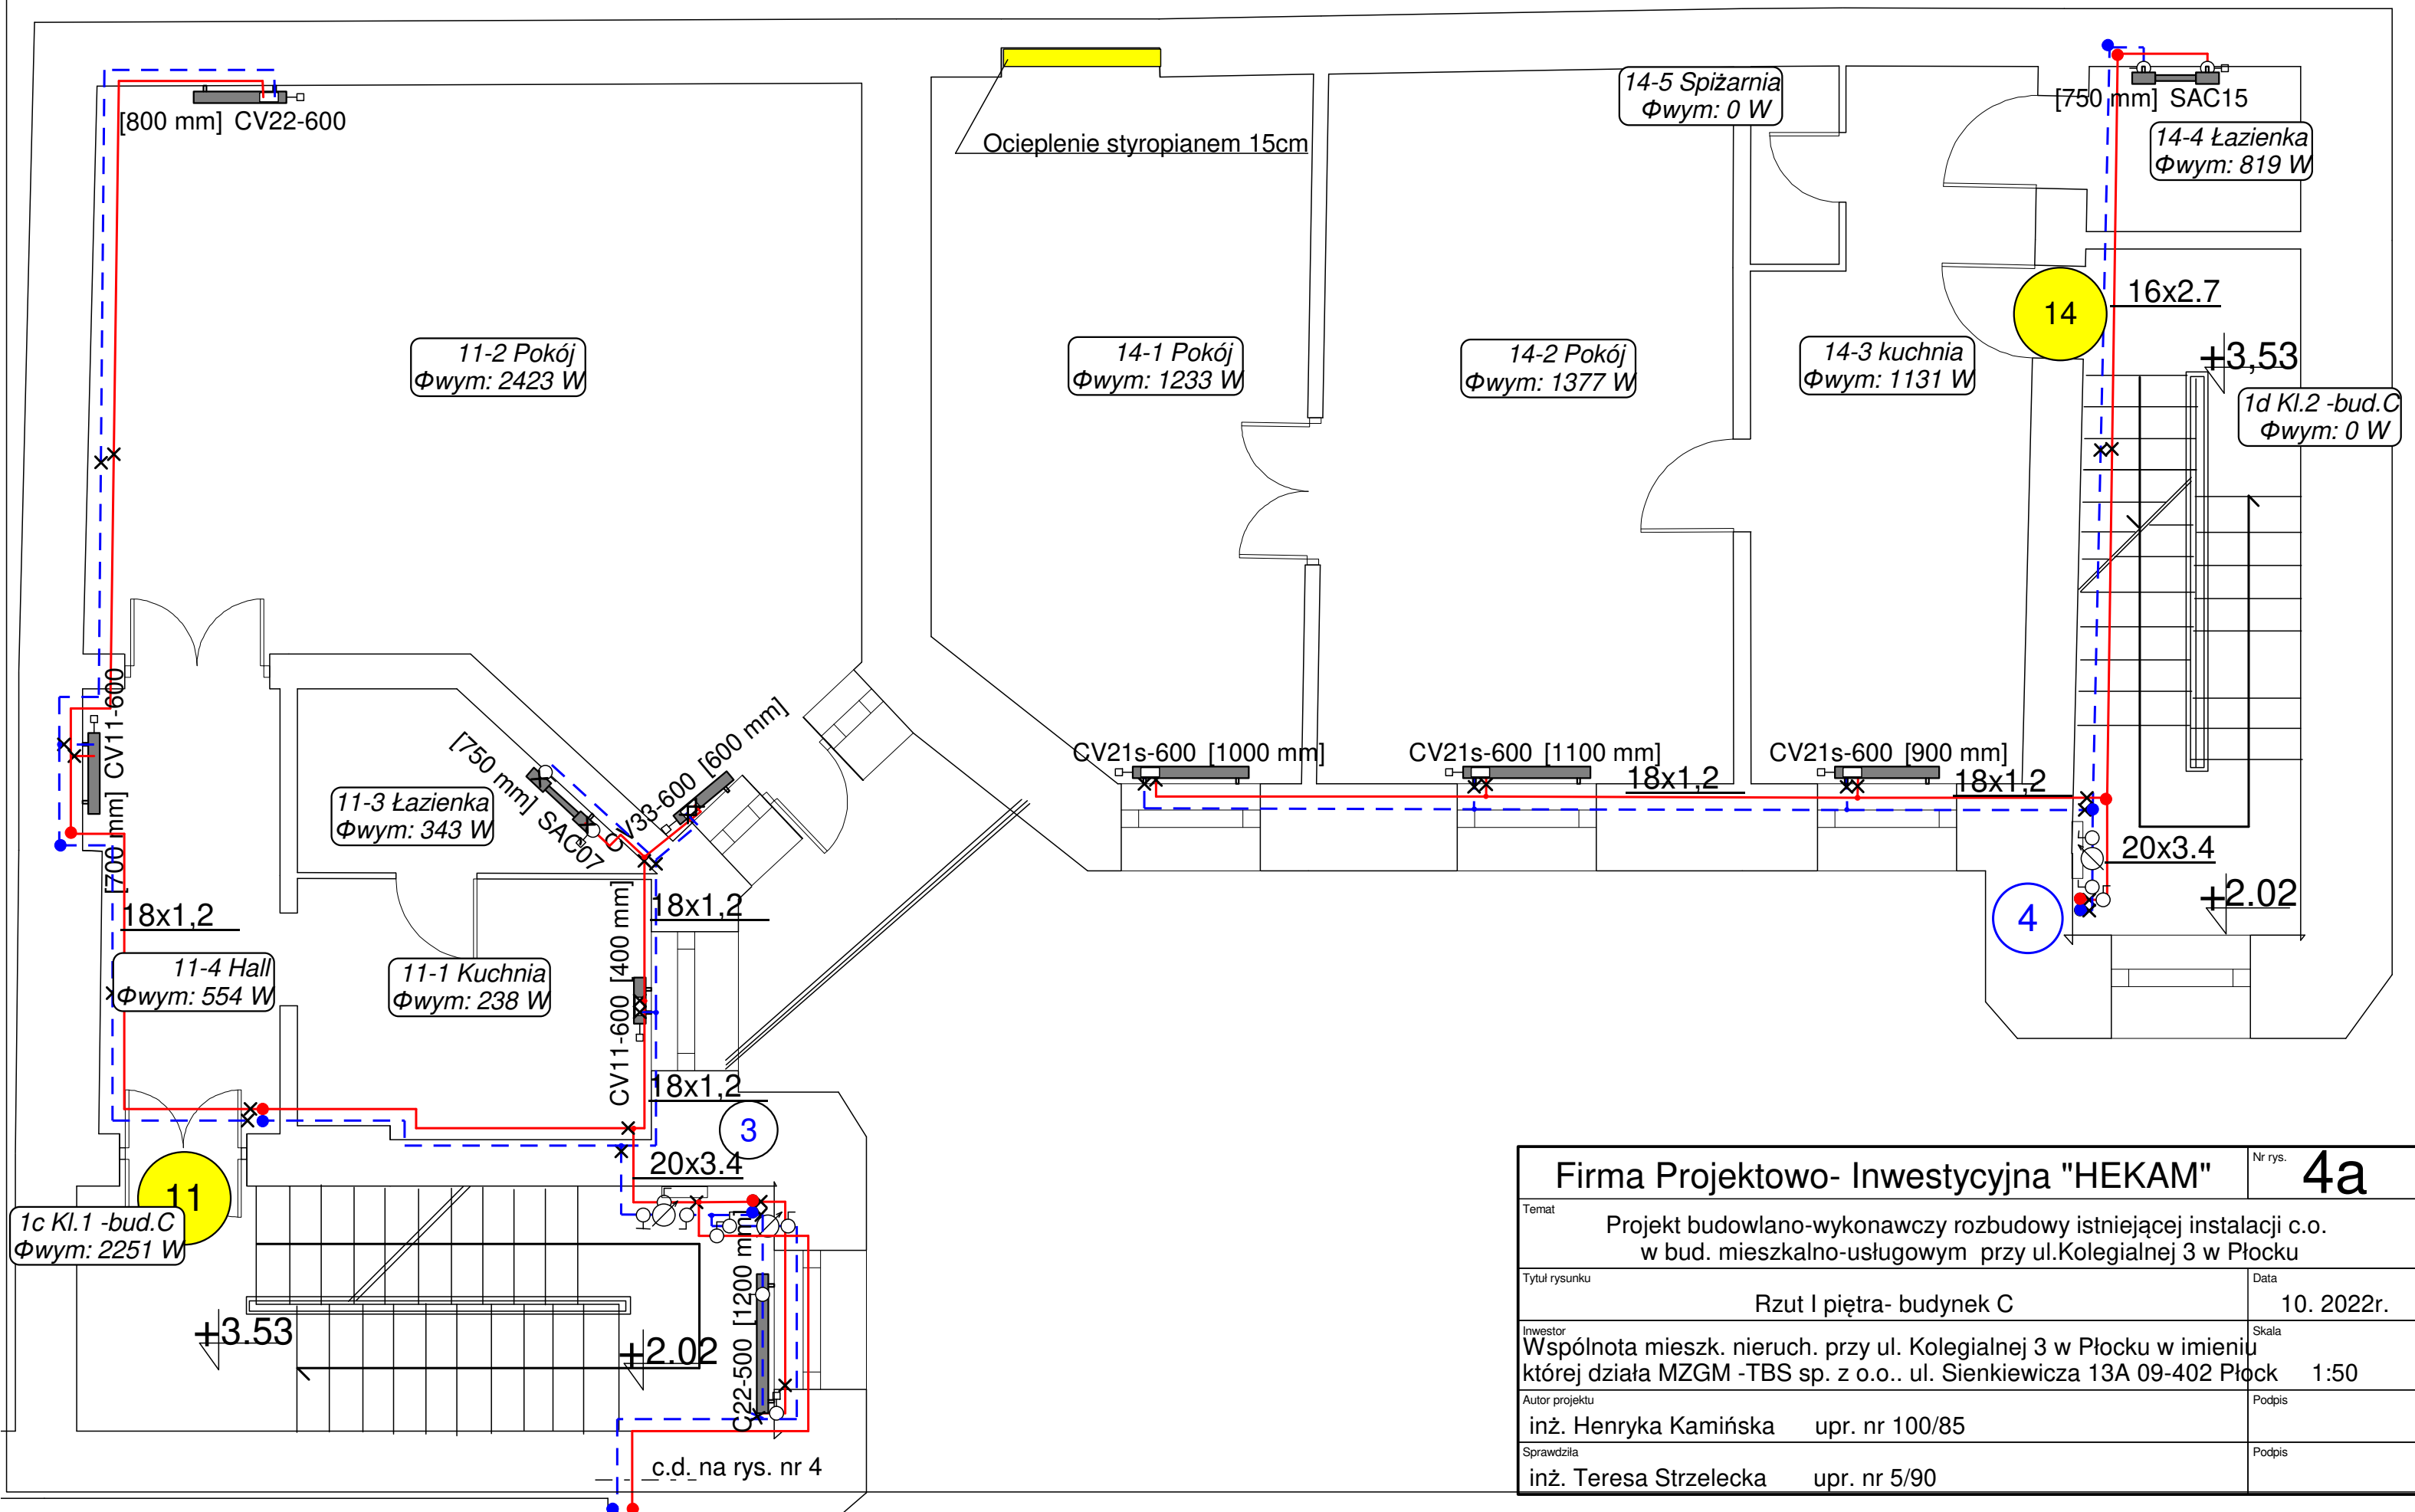 [800 mm] CV22-600
Ocieplenie styropianem 15cm
14-5 Spiżarnia
Φwym: 0 W
[750 mm] SAC15
14-4 Łazienka
Φwym: 819 W
14
16x2.7
+3,53
1d Kl.2 -bud.C
Φwym: 0 W
11-2 Pokój
Φwym: 2423 W
14-1 Pokój
Φwym: 1233 W
14-2 Pokój
Φwym: 1377 W
14-3 kuchnia
Φwym: 1131 W
[700 mm] CV11-600
[750 mm] SAC07
CV33-600 [600 mm]
CV21s-600 [1000 mm]
CV21s-600 [1100 mm]
18x1,2
CV21s-600 [900 mm]
18x1,2
11-3 Łazienka
Φwym: 343 W
20x3.4
+2.02
4
18x1,2
18x1,2
11-4 Hall
Φwym: 554 W
11-1 Kuchnia
Φwym: 238 W
CV11-600 [400 mm]
18x1,2
3
20x3.4
11
1c Kl.1 -bud.C
Φwym: 2251 W
+3.53
+2.02
C22-500 [1200 mm]
c.d. na rys. nr 4
Firma Projektowo- Inwestycyjna "HEKAM"
Nr rys.
4a
Temat
Projekt budowlano-wykonawczy rozbudowy istniejącej instalacji c.o.
w bud. mieszkalno-usługowym przy ul.Kolegialnej 3 w Płocku
Tytuł rysunku
Rzut I piętra- budynek C
Data
10. 2022r.
Inwestor
Wspólnota mieszk. nieruch. przy ul. Kolegialnej 3 w Płocku w imieniu
której działa MZGM -TBS sp. z o.o.. ul. Sienkiewicza 13A 09-402 Płock
Skala
1:50
Autor projektu
inż. Henryka Kamińska upr. nr 100/85
Podpis
Sprawdziła
inż. Teresa Strzelecka upr. nr 5/90
Podpis